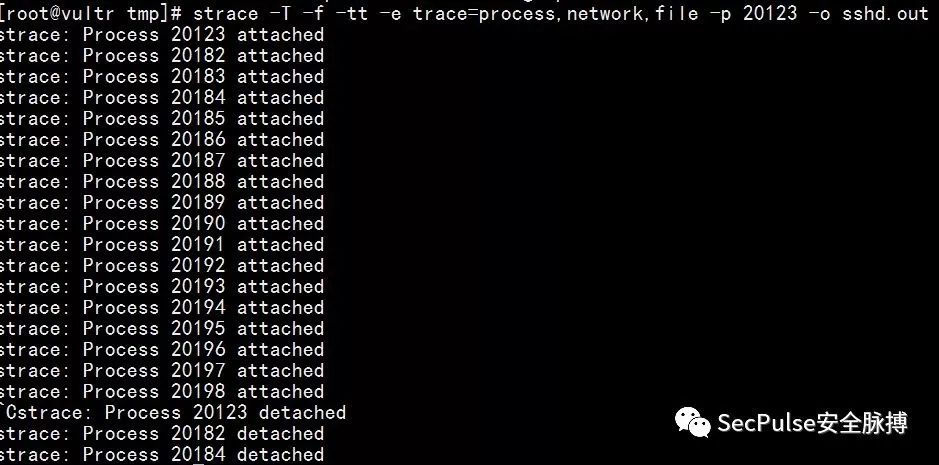 [root@vultr tmp]# strace -T -f -tt -e trace=process,network,file -p 20123 -o sshd.out
strace: Process 20123 attached
strace: Process 20182 attached
strace: Process 20183 attached
strace: Process 20184 attached
strace: Process 20185 attached
strace: Process 20186 attached
strace: Process 20187 attached
strace: Process 20188 attached
strace: Process 20189 attached
strace: Process 20190 attached
strace: Process 20191 attached
strace: Process 20192 attached
strace: Process 20193 attached
strace: Process 20194 attached
strace: Process 20195 attached
strace: Process 20196 attached
strace: Process 20197 attached
strace: Process 20198 attached
^Cstrace: Process 20123 detached
strace: Process 20182 detached
strace: Process 20184 detached
SecPulse安全脉搏